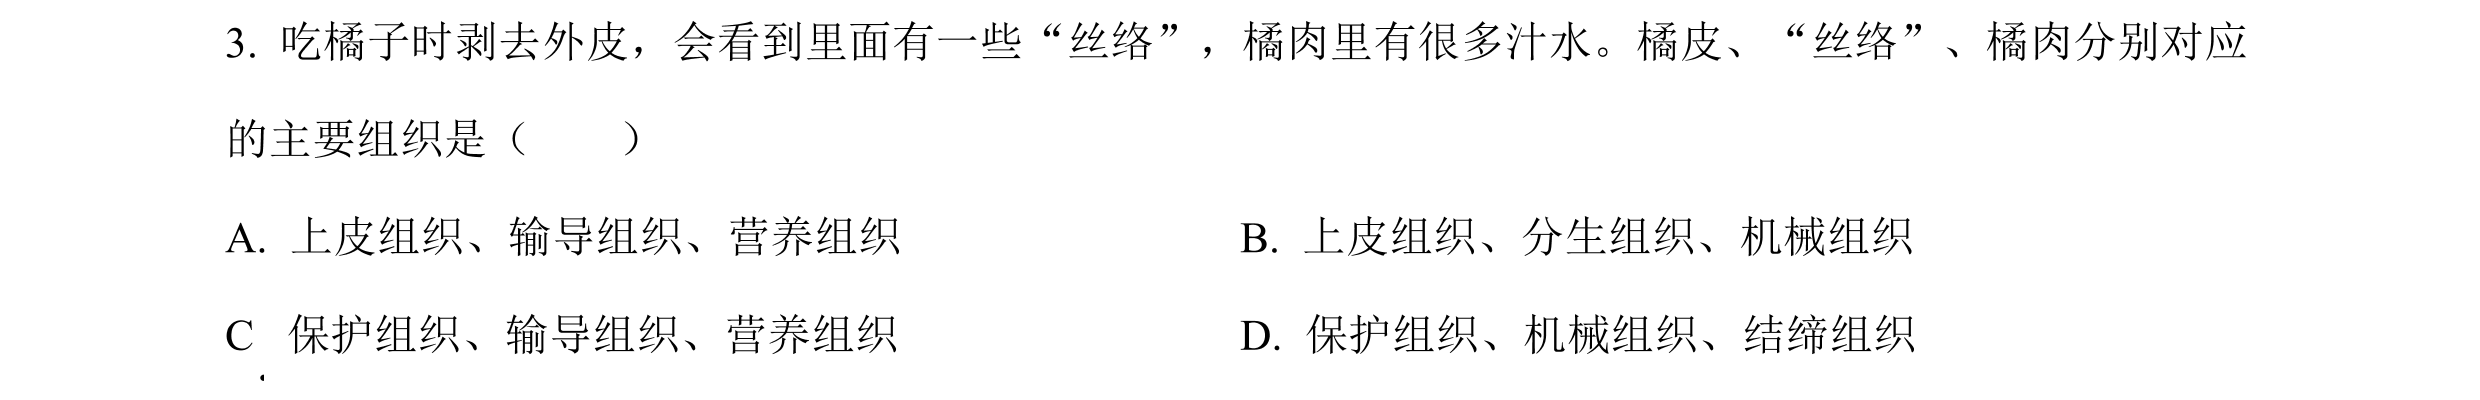 3. 吃橘子时剥去外皮，会看到里面有一些“丝络”，橘肉里有很多汁水。橘皮、“丝络”、橘肉分别对应
的主要组织是（　　）
A. 上皮组织、输导组织、营养组织　　B. 上皮组织、分生组织、机械组织
C. 保护组织、输导组织、营养组织　　D. 保护组织、机械组织、结缔组织